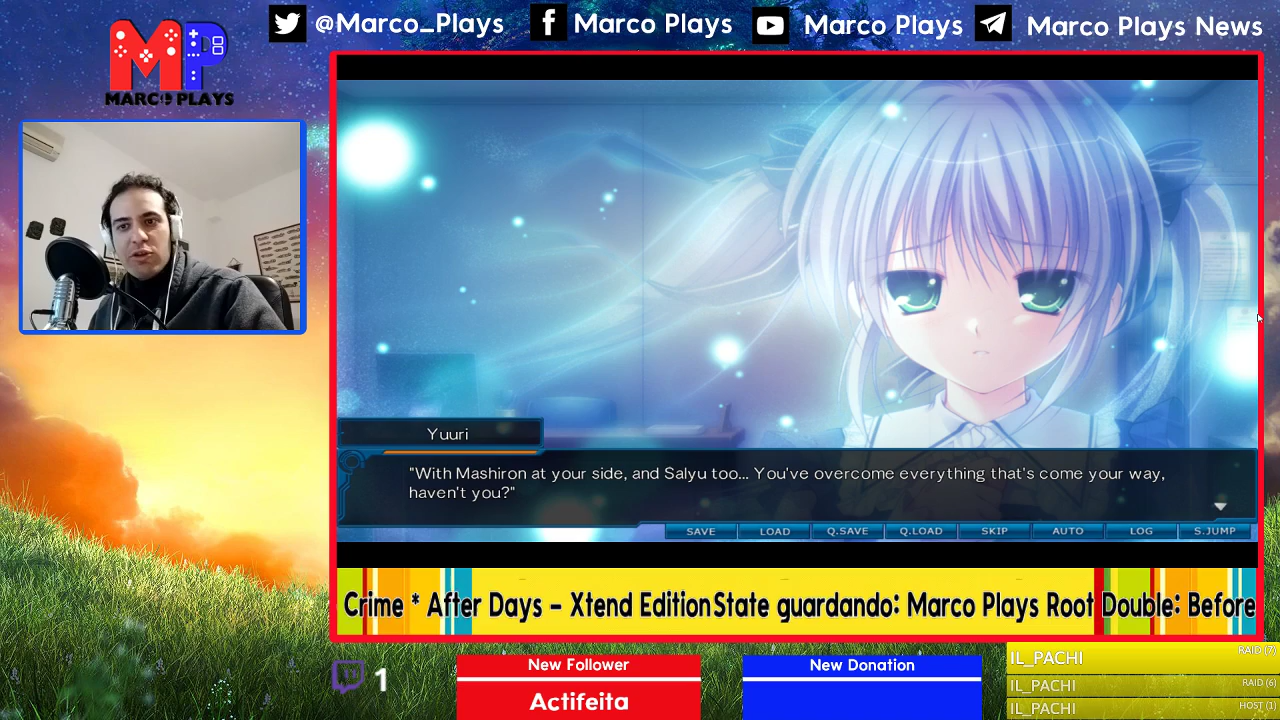 @Marco_Plays
Marco Plays
Marco Plays
Marco Plays News
MP
MARCO PLAYS
Yuuri
"With Mashiron at your side, and Salyu too... You've overcome everything that's come your way,
haven't you?"
SAVE LOAD Q.SAVE Q.LOAD SKIP AUTO LOG S.JUMP
Crime * After Days - Xtend EditionState guardando: Marco Plays Root Double: Before
1
New Follower
Actifeita
New Donation
IL_PACHI RAID (7)
IL_PACHI RAID (6)
IL_PACHI HOST (1)